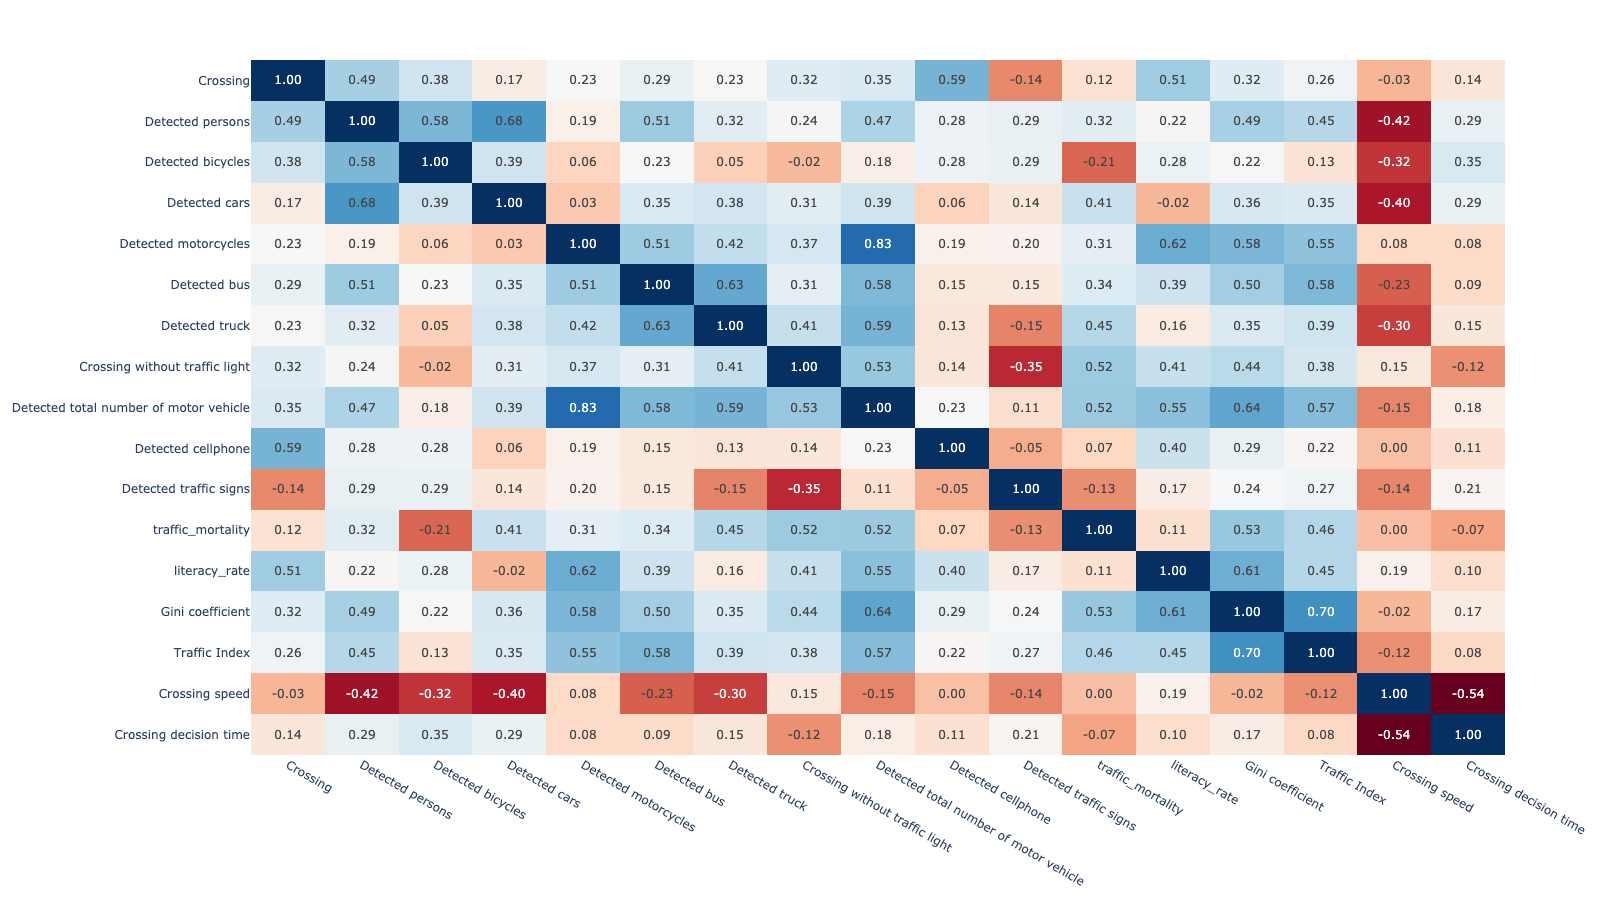 Crossing 1.00 0.49 0.38 0.17 0.23 0.29 0.23 0.32 0.35 0.59 -0.14 0.12 0.51 0.32 0.26 -0.03 0.14
Detected persons 0.49 1.00 0.58 0.68 0.19 0.51 0.32 0.24 0.47 0.28 0.29 0.32 0.22 0.49 0.45 -0.42 0.29
Detected bicycles 0.38 0.58 1.00 0.39 0.06 0.23 0.05 -0.02 0.18 0.28 0.29 -0.21 0.28 0.22 0.13 -0.32 0.35
Detected cars 0.17 0.68 0.39 1.00 0.03 0.35 0.38 0.31 0.39 0.06 0.14 0.41 -0.02 0.36 0.35 -0.40 0.29
Detected motorcycles 0.23 0.19 0.06 0.03 1.00 0.51 0.42 0.37 0.83 0.19 0.20 0.31 0.62 0.58 0.55 0.08 0.08
Detected bus 0.29 0.51 0.23 0.35 0.51 1.00 0.63 0.31 0.58 0.15 0.15 0.34 0.39 0.50 0.58 -0.23 0.09
Detected truck 0.23 0.32 0.05 0.38 0.42 0.63 1.00 0.41 0.59 0.13 -0.15 0.45 0.16 0.35 0.39 -0.30 0.15
Crossing without traffic light 0.32 0.24 -0.02 0.31 0.37 0.31 0.41 1.00 0.53 0.14 -0.35 0.52 0.41 0.44 0.38 0.15 -0.12
Detected total number of motor vehicle 0.35 0.47 0.18 0.39 0.83 0.58 0.59 0.53 1.00 0.23 0.11 0.52 0.55 0.64 0.57 -0.15 0.18
Detected cellphone 0.59 0.28 0.28 0.06 0.19 0.15 0.13 0.14 0.23 1.00 -0.05 0.07 0.40 0.29 0.22 0.00 0.11
Detected traffic signs -0.14 0.29 0.29 0.14 0.20 0.15 -0.15 -0.35 0.11 -0.05 1.00 -0.13 0.17 0.24 0.27 -0.14 0.21
traffic_mortality 0.12 0.32 -0.21 0.41 0.31 0.34 0.45 0.52 0.52 0.07 -0.13 1.00 0.11 0.53 0.46 0.00 -0.07
literacy_rate 0.51 0.22 0.28 -0.02 0.62 0.39 0.16 0.41 0.55 0.40 0.17 0.11 1.00 0.61 0.45 0.19 0.10
Gini coefficient 0.32 0.49 0.22 0.36 0.58 0.50 0.35 0.44 0.64 0.29 0.24 0.53 0.61 1.00 0.70 -0.02 0.17
Traffic Index 0.26 0.45 0.13 0.35 0.55 0.58 0.39 0.38 0.57 0.22 0.27 0.46 0.45 0.70 1.00 -0.12 0.08
Crossing speed -0.03 -0.42 -0.32 -0.40 0.08 -0.23 -0.30 0.15 -0.15 0.00 -0.14 0.00 0.19 -0.02 -0.12 1.00 -0.54
Crossing decision time 0.14 0.29 0.35 0.29 0.08 0.09 0.15 -0.12 0.18 0.11 0.21 -0.07 0.10 0.17 0.08 -0.54 1.00
Crossing
Detected persons
Detected bicycles
Detected cars
Detected motorcycles
Detected bus
Detected truck
Crossing without traffic light
Detected total number of motor vehicle
Detected cellphone
Detected traffic signs
traffic_mortality
literacy_rate
Gini coefficient
Traffic Index
Crossing speed
Crossing decision time